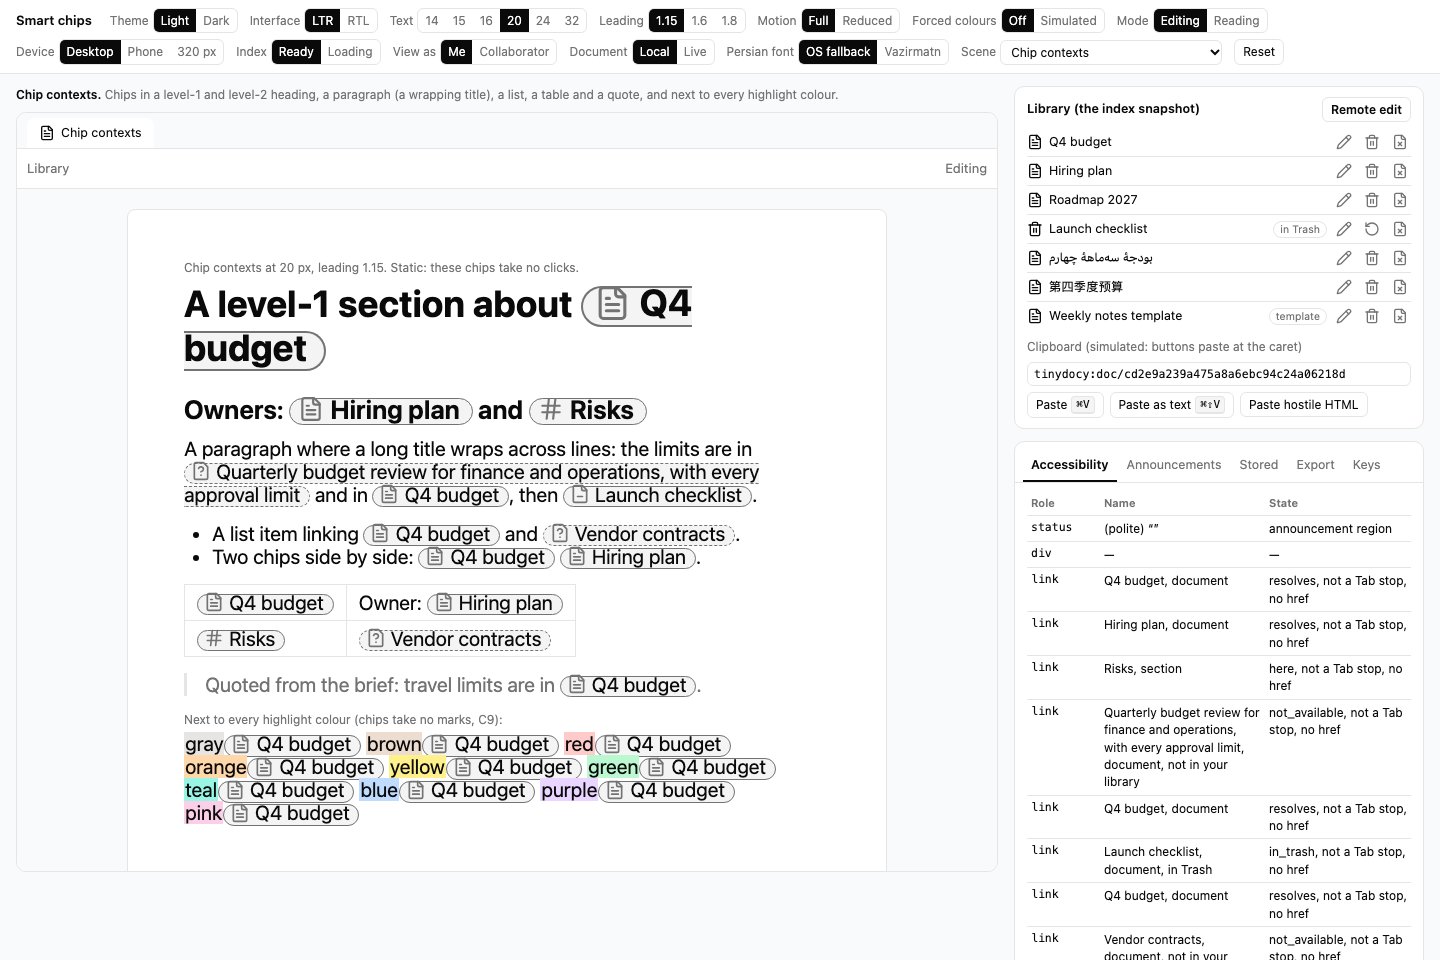 Smart chips Theme Light Dark Interface LTR RTL Text 14 15 16 20 24 32 Leading 1.15 1.6 1.8 Motion Full Reduced Forced colours Off Simulated Mode Editing Reading
Device Desktop Phone 320 px Index Ready Loading View as Me Collaborator Document Local Live Persian font OS fallback Vazirmatn Scene Chip contexts Reset
Chip contexts. Chips in a level-1 and level-2 heading, a paragraph (a wrapping title), a list, a table and a quote, and next to every highlight colour.
Chip contexts
Library Editing
Chip contexts at 20 px, leading 1.15. Static: these chips take no clicks.
A level-1 section about Q4
budget
Owners: Hiring plan and # Risks
A paragraph where a long title wraps across lines: the limits are in
? Quarterly budget review for finance and operations, with every
approval limit and in Q4 budget, then Launch checklist.
• A list item linking Q4 budget and ? Vendor contracts.
• Two chips side by side: Q4 budget Hiring plan.
Q4 budget Owner: Hiring plan
# Risks ? Vendor contracts
Quoted from the brief: travel limits are in Q4 budget.
Next to every highlight colour (chips take no marks, C9):
gray Q4 budget brown Q4 budget red Q4 budget
orange Q4 budget yellow Q4 budget green Q4 budget
teal Q4 budget blue Q4 budget purple Q4 budget
pink Q4 budget
Library (the index snapshot) Remote edit
Q4 budget
Hiring plan
Roadmap 2027
Launch checklist in Trash
بودجهٔ سه‌ماههٔ چهارم
第四季度预算
Weekly notes template template
Clipboard (simulated: buttons paste at the caret)
tinydocy:doc/cd2e9a239a475a8a6ebc94c24a06218d
Paste ⌘V Paste as text ⌘⇧V Paste hostile HTML
Accessibility Announcements Stored Export Keys
Role Name State
status (polite) “” announcement region
div — —
link Q4 budget, document resolves, not a Tab stop,
no href
link Hiring plan, document resolves, not a Tab stop,
no href
link Risks, section here, not a Tab stop, no
href
link Quarterly budget review for not_available, not a Tab
finance and operations, stop, no href
with every approval limit,
document, not in your
library
link Q4 budget, document resolves, not a Tab stop,
no href
link Launch checklist, in_trash, not a Tab stop,
document, in Trash no href
link Q4 budget, document resolves, not a Tab stop,
no href
link Vendor contracts, not_available, not a Tab
document, not in your stop, no href